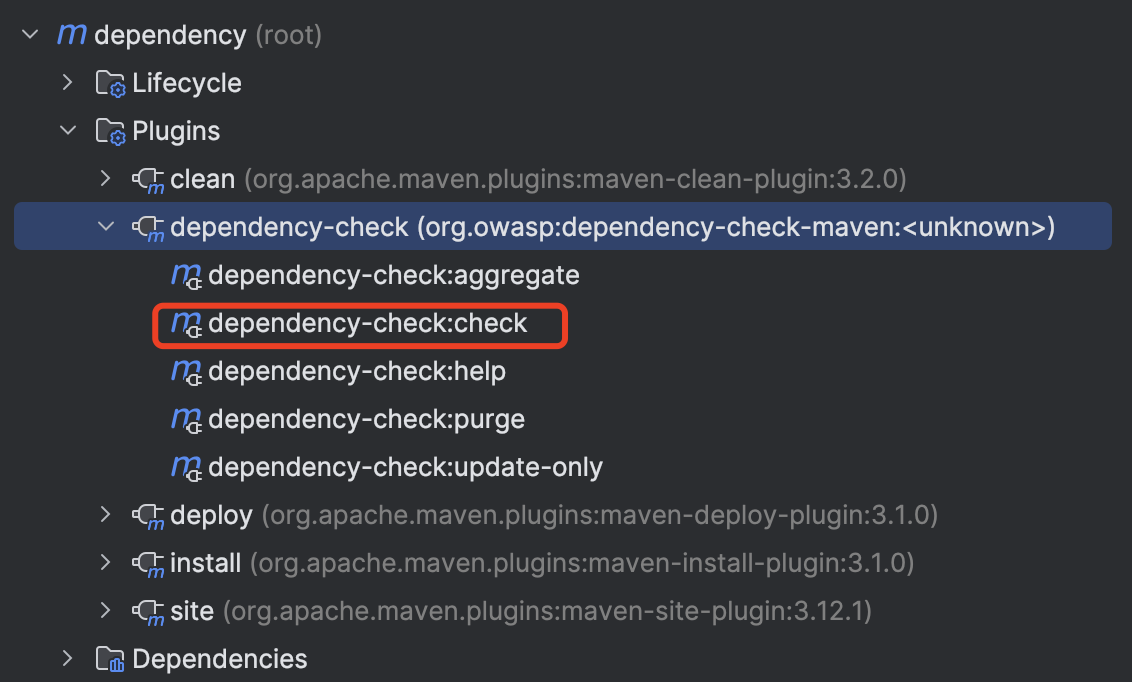 m dependency (root)
Lifecycle
Plugins
clean (org.apache.maven.plugins:maven-clean-plugin:3.2.0)
dependency-check (org.owasp:dependency-check-maven:<unknown>)
dependency-check:aggregate
dependency-check:check
dependency-check:help
dependency-check:purge
dependency-check:update-only
deploy (org.apache.maven.plugins:maven-deploy-plugin:3.1.0)
install (org.apache.maven.plugins:maven-install-plugin:3.1.0)
site (org.apache.maven.plugins:maven-site-plugin:3.12.1)
Dependencies